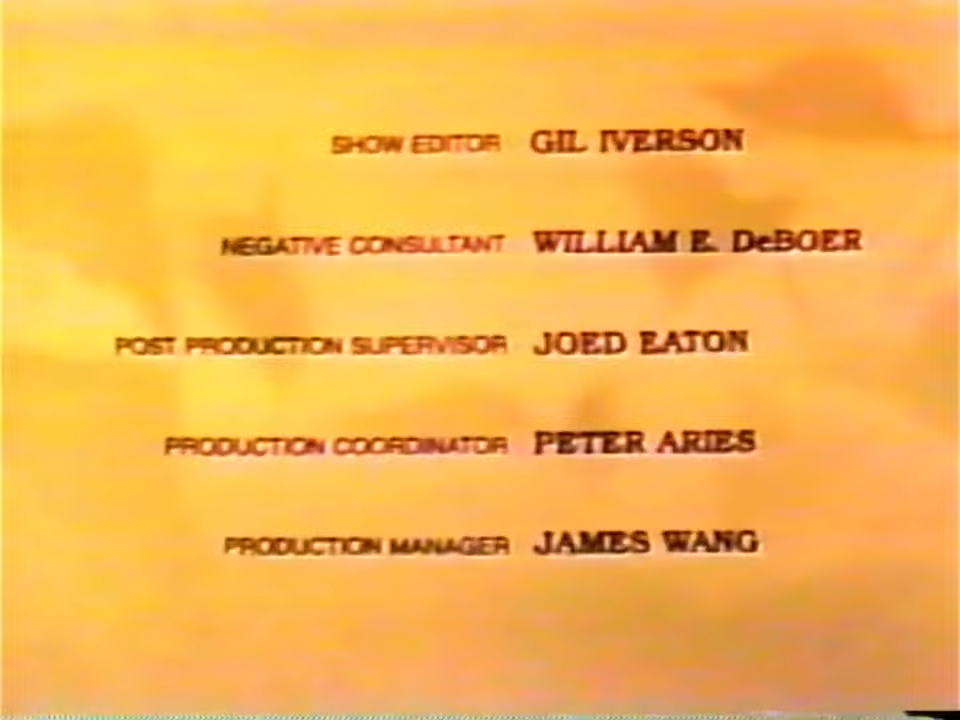 SHOW EDITOR GIL IVERSON
NEGATIVE CONSULTANT WILLIAM E. DeBOER
POST PRODUCTION SUPERVISOR JOED EATON
PRODUCTION COORDINATOR PETER ARIES
PRODUCTION MANAGER JAMES WANG